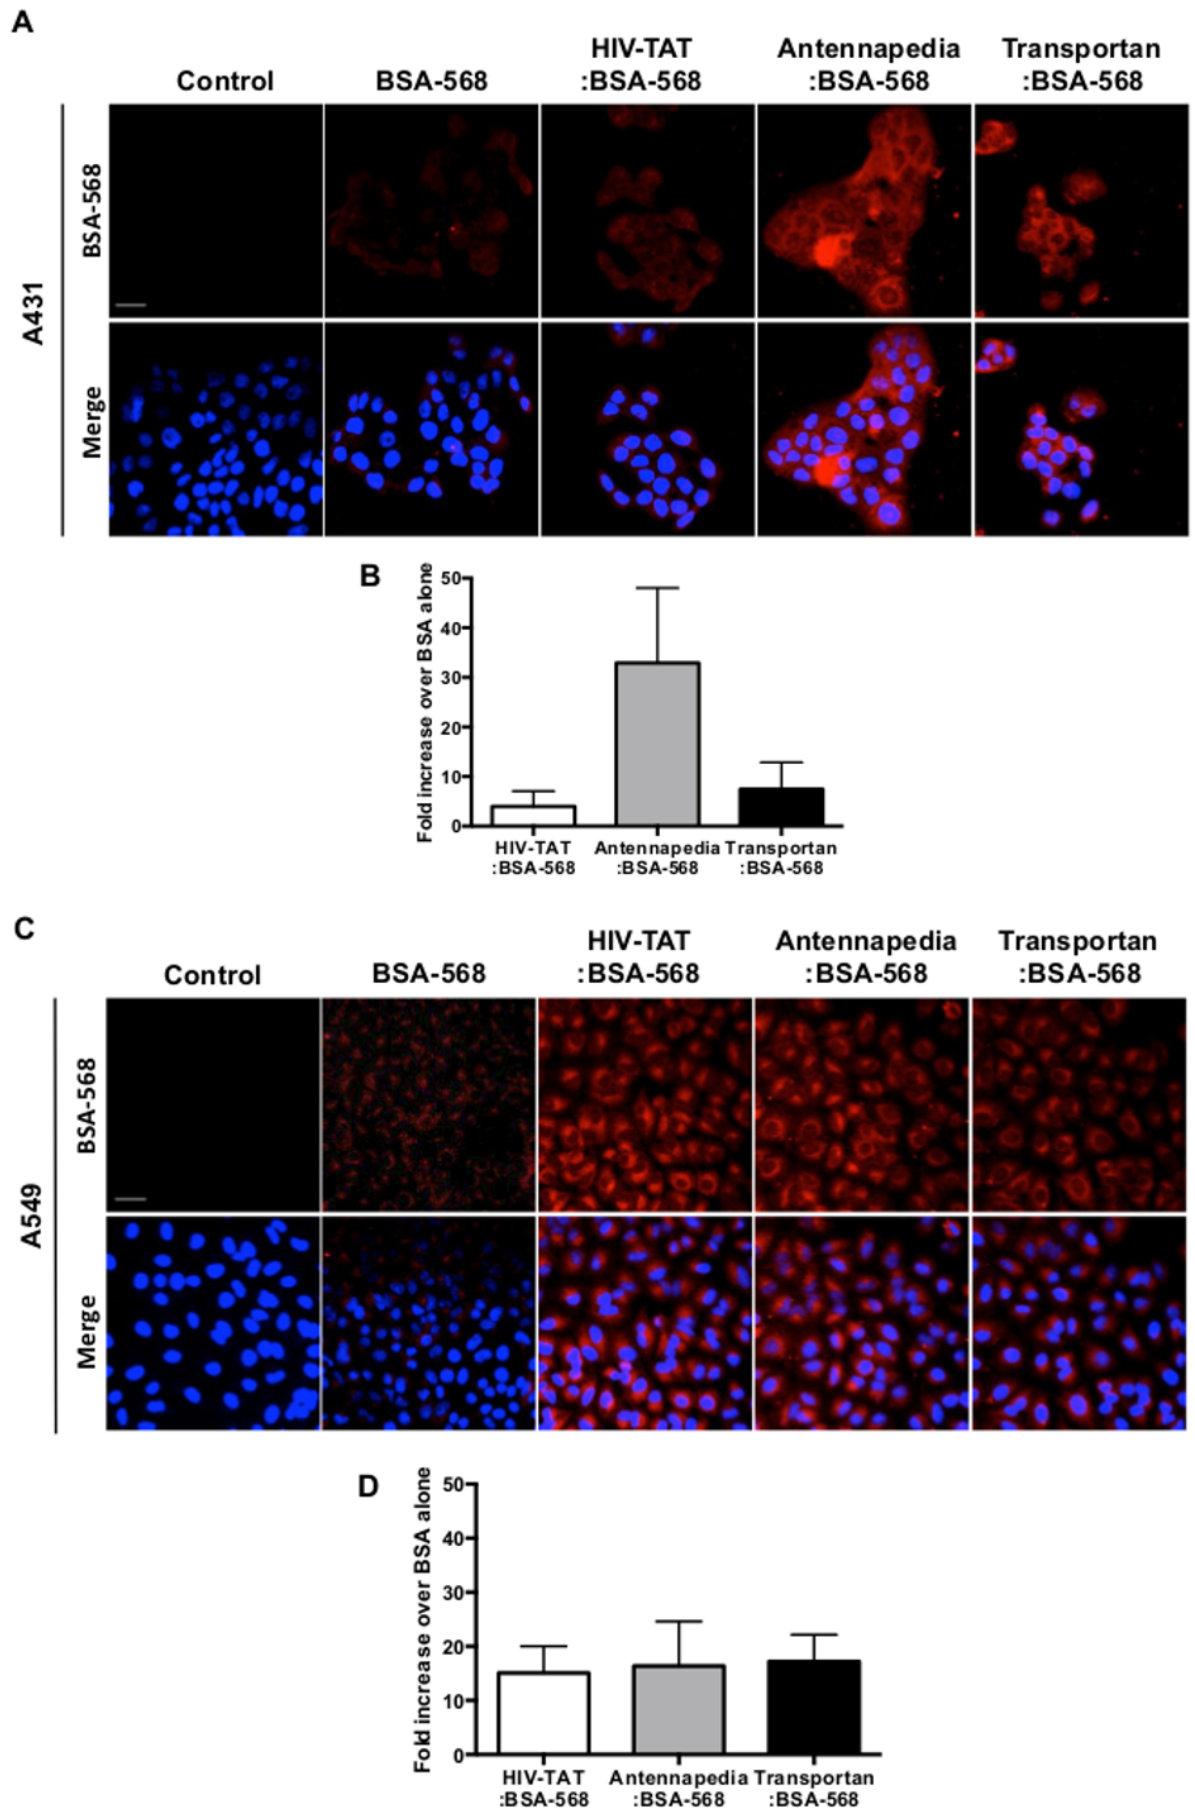 A
Control
BSA-568
HIV-TAT
:BSA-568
Antennapedia
:BSA-568
Transportan
:BSA-568
A431
BSA-568
Merge
B
Fold increase over BSA alone
50
40
30
20
10
0
HIV-TAT
:BSA-568
Antennapedia
:BSA-568
Transportan
:BSA-568
C
Control
BSA-568
HIV-TAT
:BSA-568
Antennapedia
:BSA-568
Transportan
:BSA-568
A549
BSA-568
Merge
D
Fold increase over BSA alone
50
40
30
20
10
0
HIV-TAT
:BSA-568
Antennapedia
:BSA-568
Transportan
:BSA-568